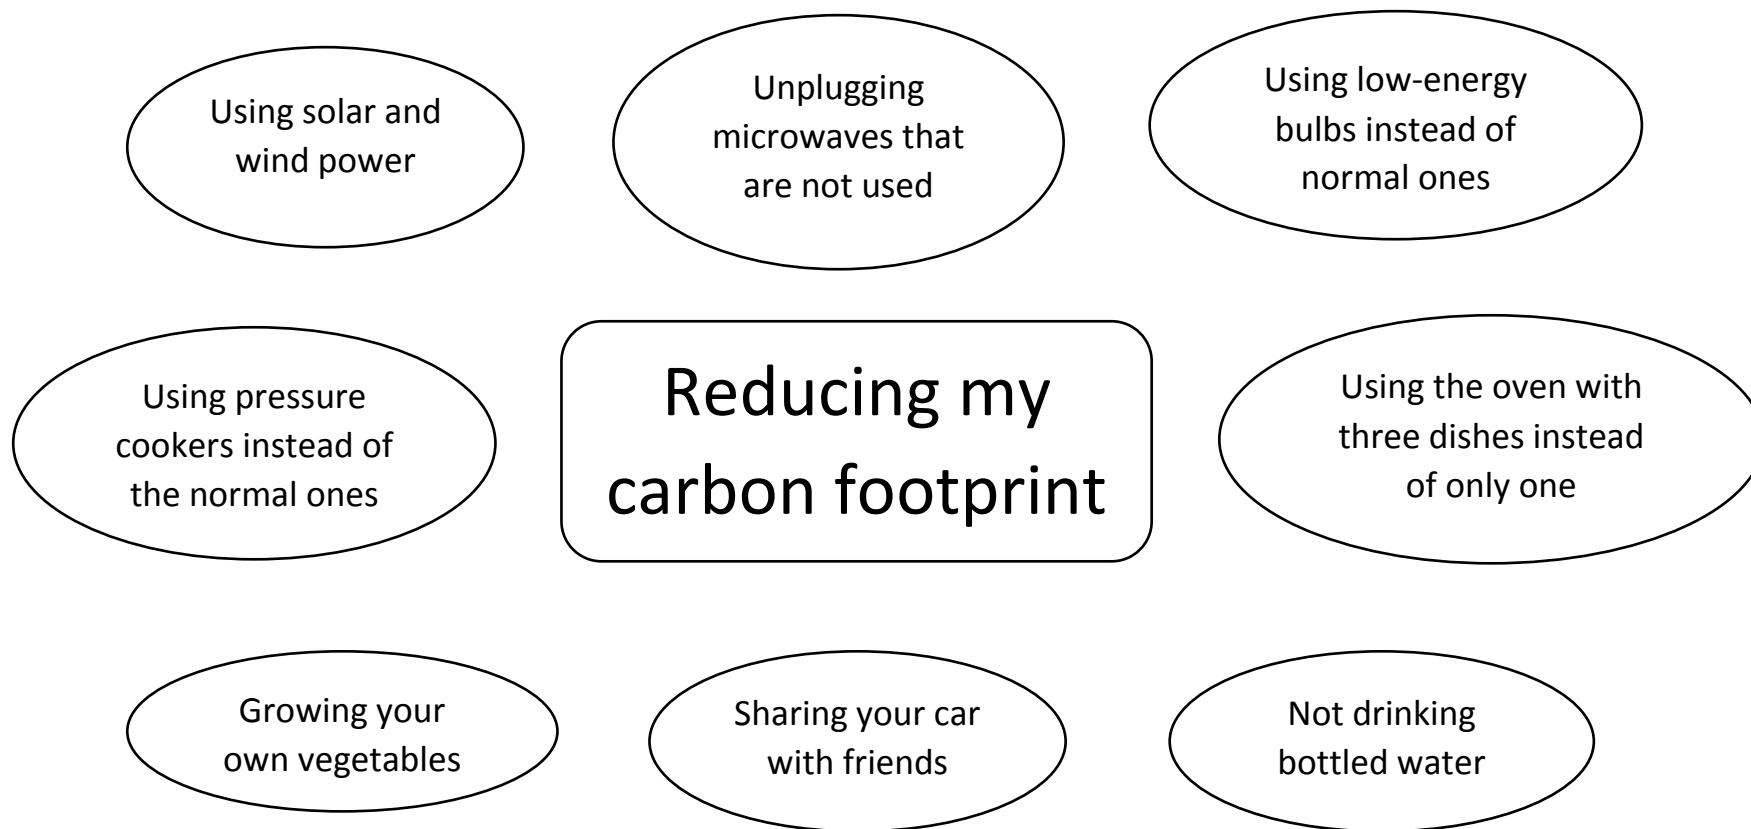 Using solar and
wind power
Unplugging
microwaves that
are not used
Using low-energy
bulbs instead of
normal ones
Using pressure
cookers instead of
the normal ones
Reducing my
carbon footprint
Using the oven with
three dishes instead
of only one
Growing your
own vegetables
Sharing your car
with friends
Not drinking
bottled water